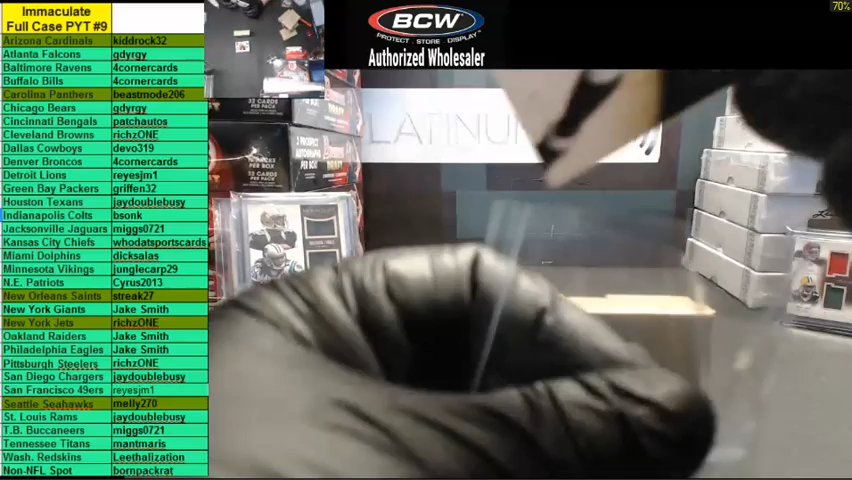 Immaculate
Full Case PYT #9
Arizona Cardinals kiddrock32
Atlanta Falcons gdyrgy
Baltimore Ravens 4cornercards
Buffalo Bills 4cornercards
Carolina Panthers beastmode206
Chicago Bears gdyrgy
Cincinnati Bengals patchautos
Cleveland Browns richzONE
Dallas Cowboys devo319
Denver Broncos 4cornercards
Detroit Lions reyesjm1
Green Bay Packers griffen32
Houston Texans jaydoublebusy
Indianapolis Colts bsonk
Jacksonville Jaguars miggs0721
Kansas City Chiefs whodatsportscards
Miami Dolphins dicksalas
Minnesota Vikings junglecarp29
N.E. Patriots Cyrus2013
New Orleans Saints streak27
New York Giants Jake Smith
New York Jets richzONE
Oakland Raiders Jake Smith
Philadelphia Eagles Jake Smith
Pittsburgh Steelers richzONE
San Diego Chargers jaydoublebusy
San Francisco 49ers reyesjm1
Seattle Seahawks melly270
St. Louis Rams jaydoublebusy
T.B. Buccaneers miggs0721
Tennessee Titans mantmaris
Wash. Redskins Leethalization
Non-NFL Spot bornpackrat
BCW
PROTECT . STORE . DISPLAY
Authorized Wholesaler
70%
32 CARDS
PER PACK
LATINU